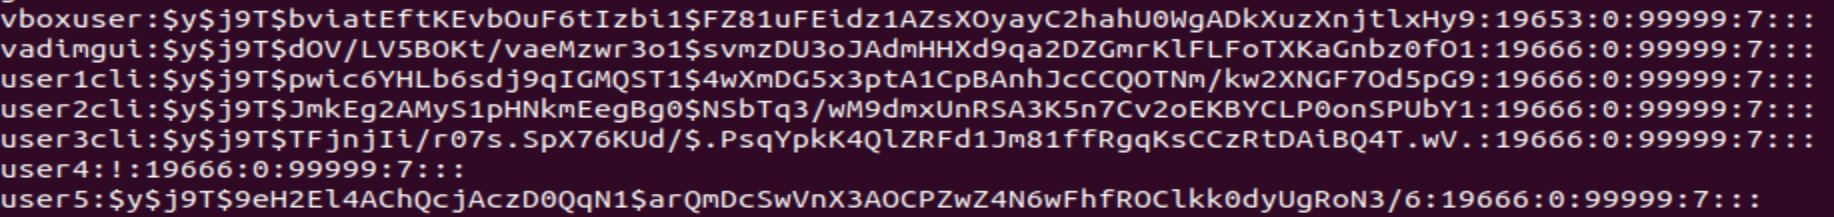 vboxuser:$y$j9T$bviatEftKEvbOuF6tIzbi1$FZ81uFEidz1AZsXOyayC2hahU0WgADkXuzXnjtlxHy9:19653:0:99999:7:::
vadimgui:$y$j9T$dOV/LV5BOKt/vaeMzwr3o1$svmzDU3oJAdmHHXd9qa2DZGmrKlFLFoTXKaGnbz0fO1:19666:0:99999:7:::
user1cli:$y$j9T$pwic6YHLb6sdj9qIGMQST1$4wXmDG5x3ptA1CpBAnhJcCCQOTNm/kw2XNGF7Od5pG9:19666:0:99999:7:::
user2cli:$y$j9T$JmkEg2AMyS1pHNkmEegBg0$NSbTq3/wM9dmxUnRSA3K5n7Cv2oEKBYCLP0onSPUbY1:19666:0:99999:7:::
user3cli:$y$j9T$TFjnjIi/r07s.SpX76KUd/$.PsqYpkK4QlZRFd1Jm81ffRgqKsCCzRtDAiBQ4T.wV.:19666:0:99999:7:::
user4:!:19666:0:99999:7:::
user5:$y$j9T$9eH2El4AChQcjAczD0QqN1$arQmDcSwVnX3AOCPZwZ4N6wFhfROClkk0dyUgRoN3/6:19666:0:99999:7:::